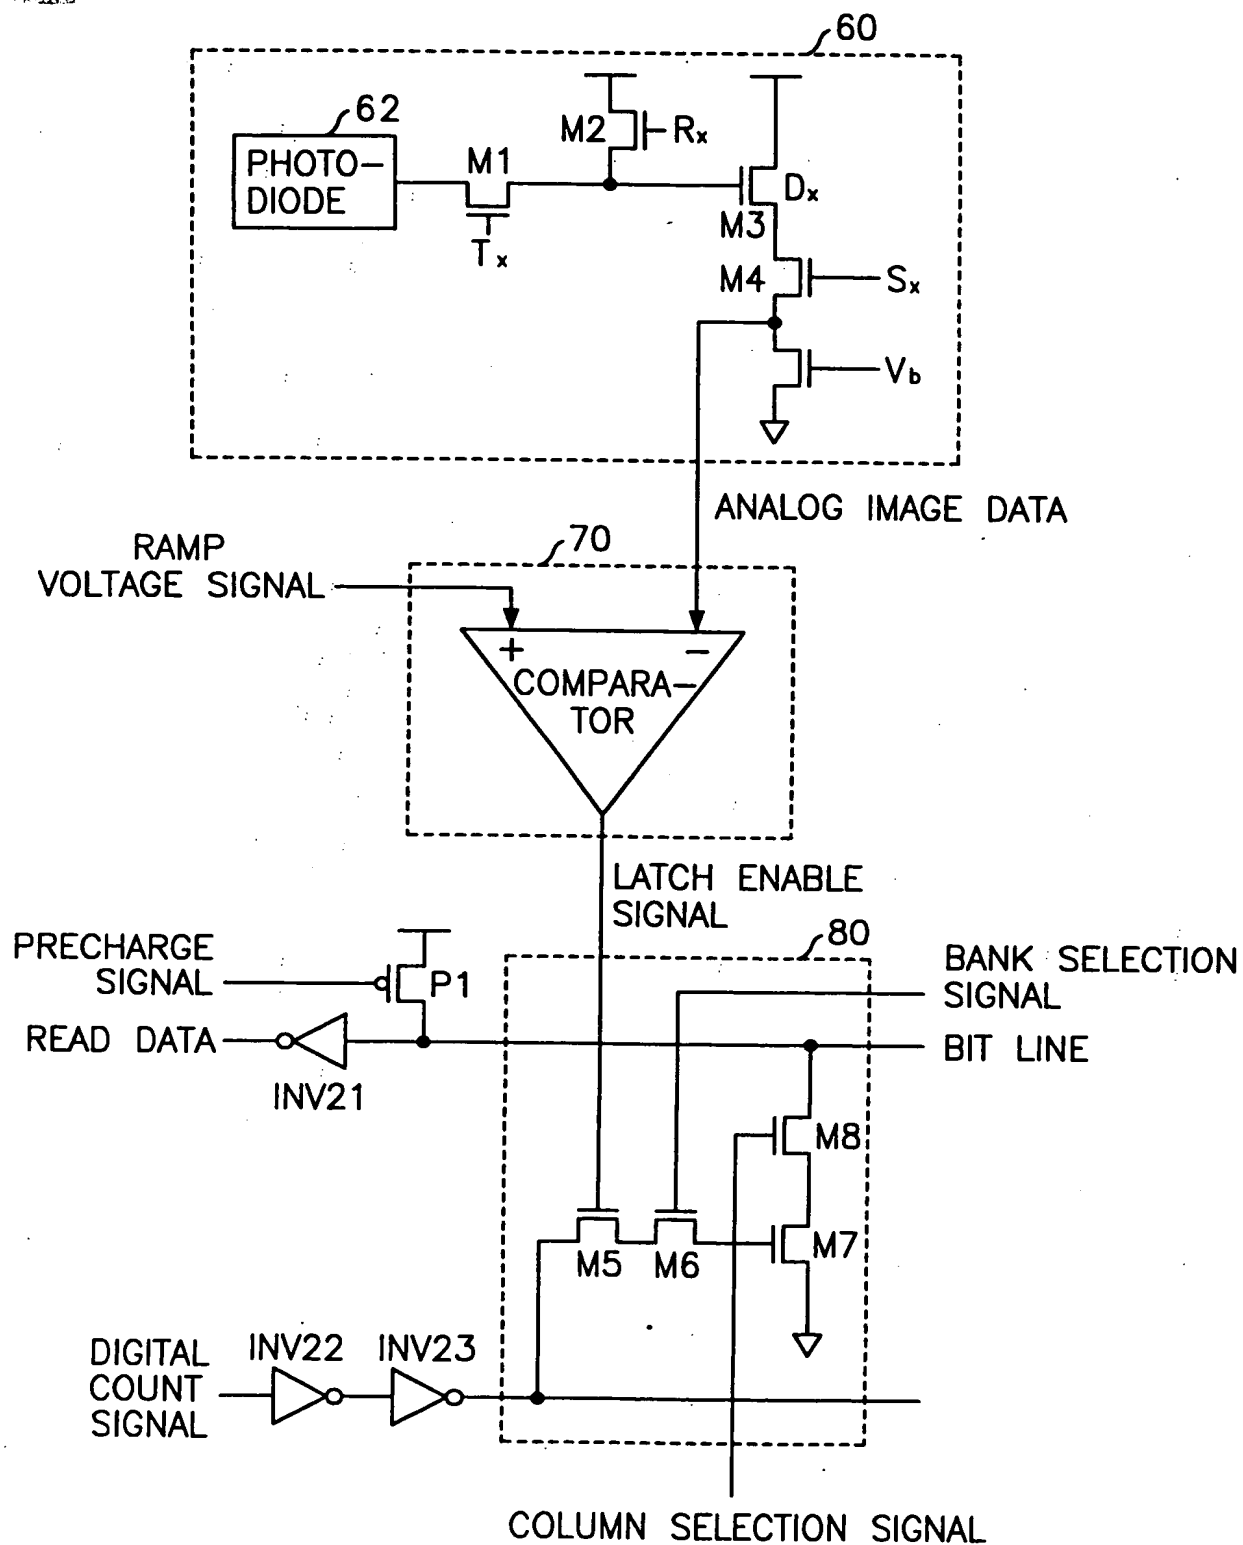 60
62
PHOTO-
DIODE
M1
Tx
M2
Rx
Dx
M3
M4
Sx
Vb
ANALOG IMAGE DATA
RAMP
VOLTAGE SIGNAL
70
+
-
COMPARA-
TOR
LATCH ENABLE
SIGNAL
80
PRECHARGE
SIGNAL
P1
BANK SELECTION
SIGNAL
READ DATA
INV21
BIT LINE
M8
M5
M6
M7
DIGITAL
COUNT
SIGNAL
INV22
INV23
COLUMN SELECTION SIGNAL